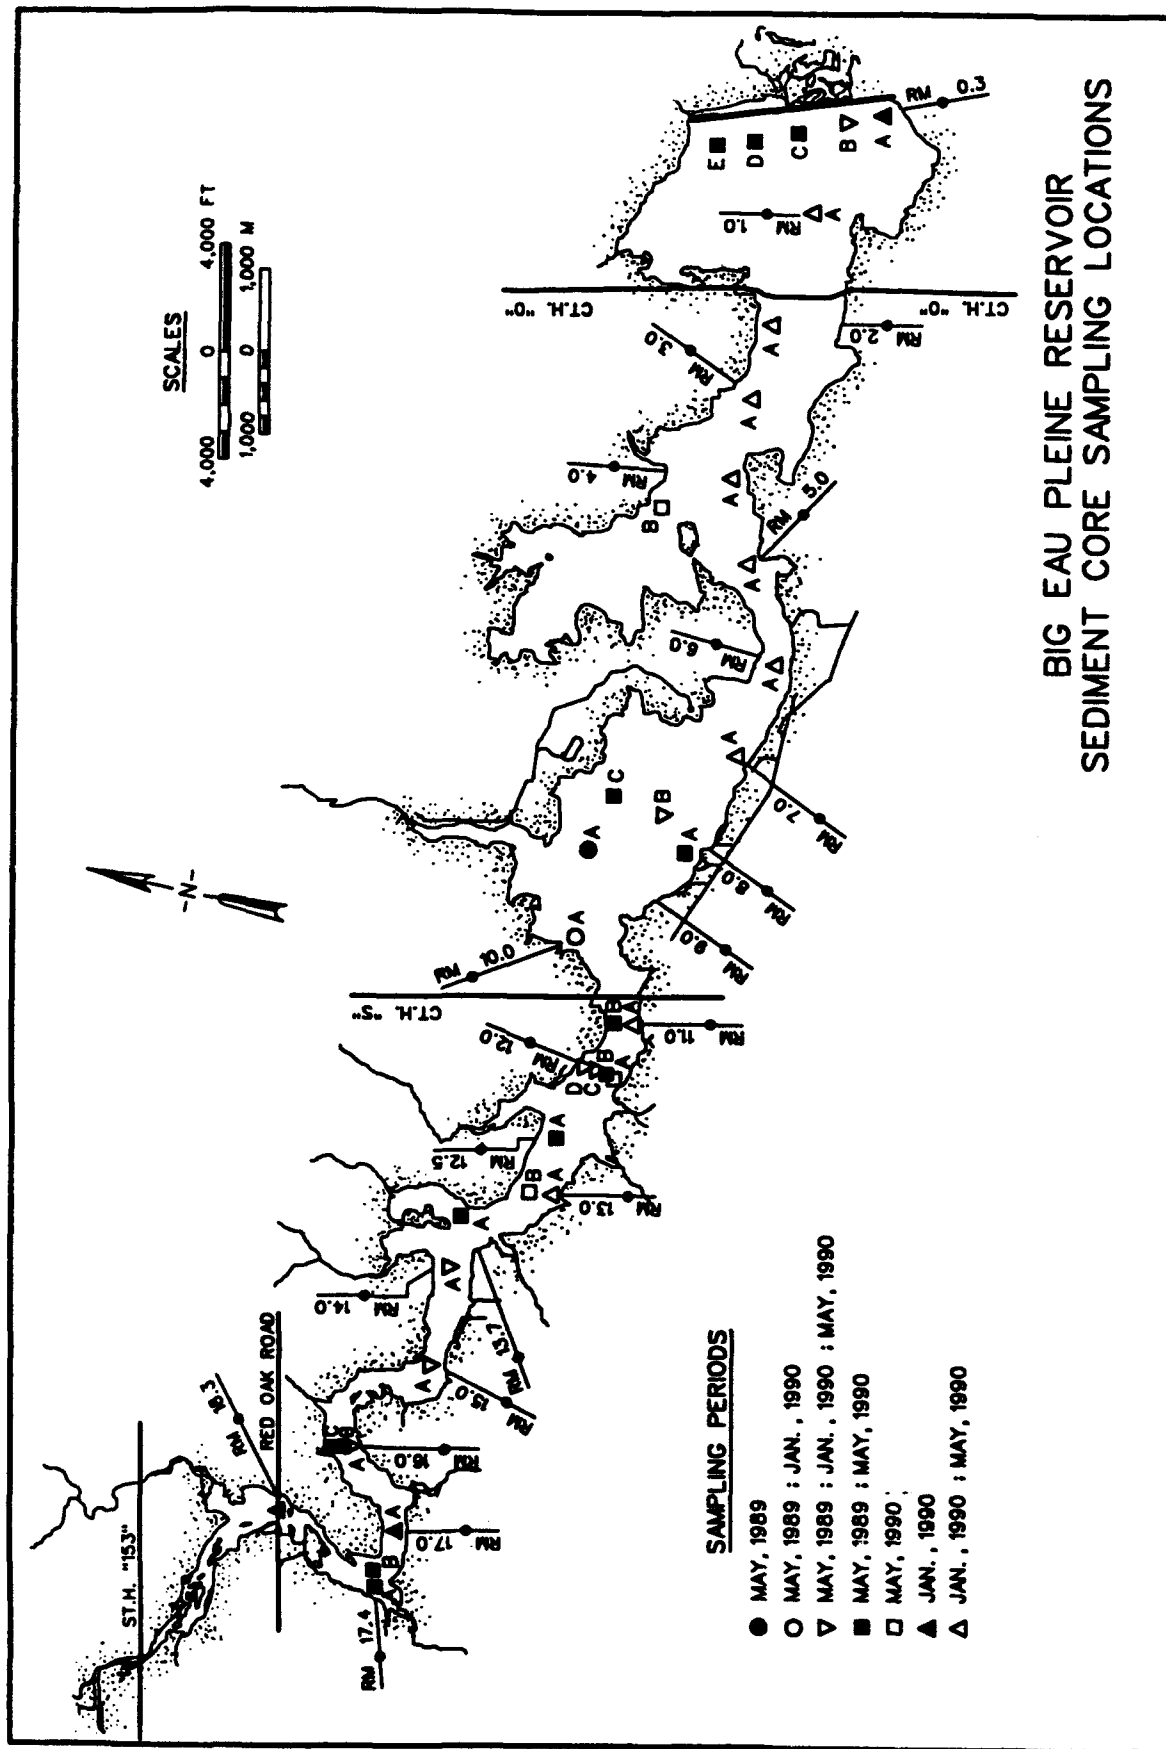 BIG EAU PLEINE RESERVOIR
SEDIMENT CORE SAMPLING LOCATIONS
SCALES
4,000 0 4,000 FT
1,000 0 1,000 M
-N-
ST.H. "153"
RED OAK ROAD
RM 18.3
RM 17.4
B
A
RM 17.0
C
B
A
RM 16.0
A
RM 15.0
RM 14.0
A
RM 13.7
A
B
A
RM 13.0
RM 12.5
A
RM 12.0
D
C
B
A
CT.H. "S"
B
A
RM 11.0
RM 10.0
A
RM 9.0
A
C
B
A
RM 8.0
A
RM 7.0
A
RM 6.0
A
RM 5.0
B
A
RM 4.0
A
RM 3.0
A
CT.H. "O"
CT.H. "O"
RM 2.0
RM 1.0
A
E
D
C
B
A
RM 0.3
SAMPLING PERIODS
MAY, 1989
MAY, 1989 ; JAN., 1990
MAY, 1989 ; JAN., 1990 ; MAY, 1990
MAY, 1989 ; MAY, 1990
MAY, 1990
JAN., 1990
JAN., 1990 ; MAY, 1990